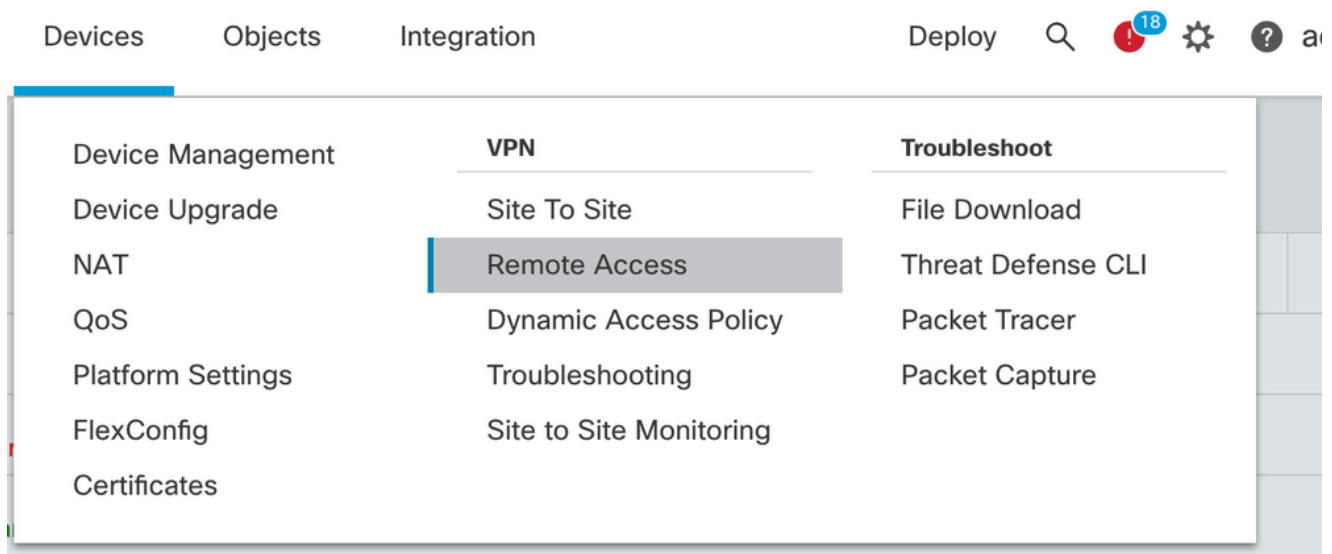 Devices Objects Integration Deploy 18 ? a
Device Management
Device Upgrade
NAT
QoS
Platform Settings
FlexConfig
Certificates
VPN
Site To Site
Remote Access
Dynamic Access Policy
Troubleshooting
Site to Site Monitoring
Troubleshoot
File Download
Threat Defense CLI
Packet Tracer
Packet Capture